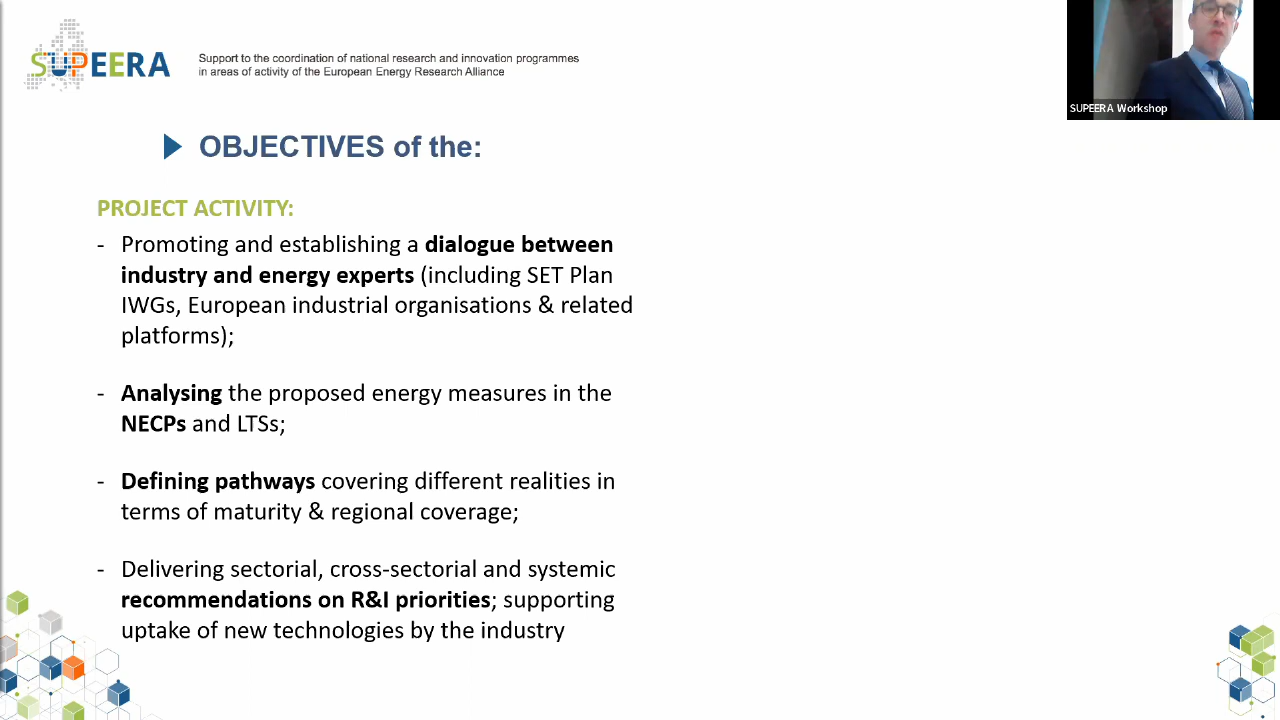 SUPEERA
Support to the coordination of national research and innovation programmes
in areas of activity of the European Energy Research Alliance
SUPEERA Workshop
OBJECTIVES of the:
PROJECT ACTIVITY:
- Promoting and establishing a dialogue between
industry and energy experts (including SET Plan
IWGs, European industrial organisations & related
platforms);
- Analysing the proposed energy measures in the
NECPs and LTSs;
- Defining pathways covering different realities in
terms of maturity & regional coverage;
- Delivering sectorial, cross-sectorial and systemic
recommendations on R&I priorities; supporting
uptake of new technologies by the industry